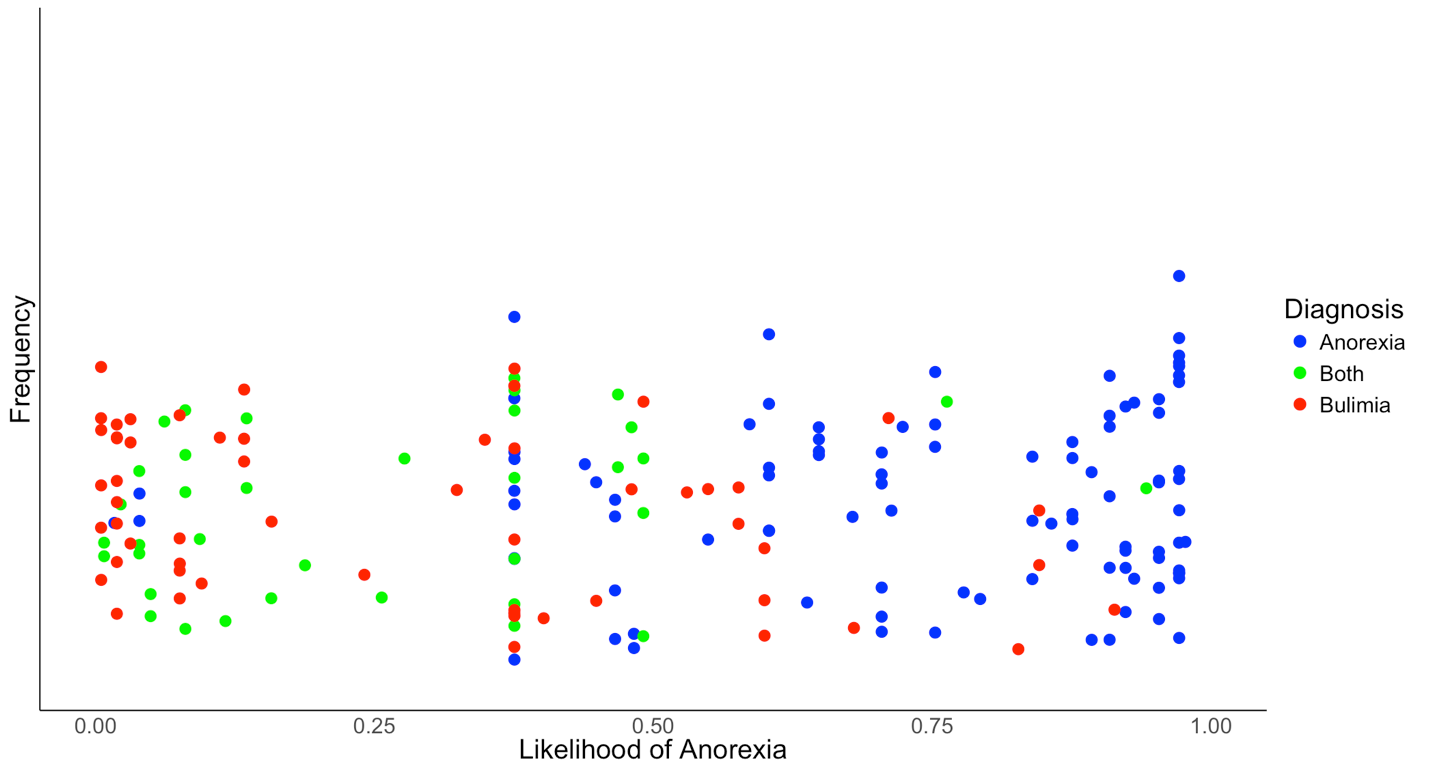 Frequency
0.00 0.25 0.50 0.75 1.00
Likelihood of Anorexia
Diagnosis
Anorexia
Both
Bulimia